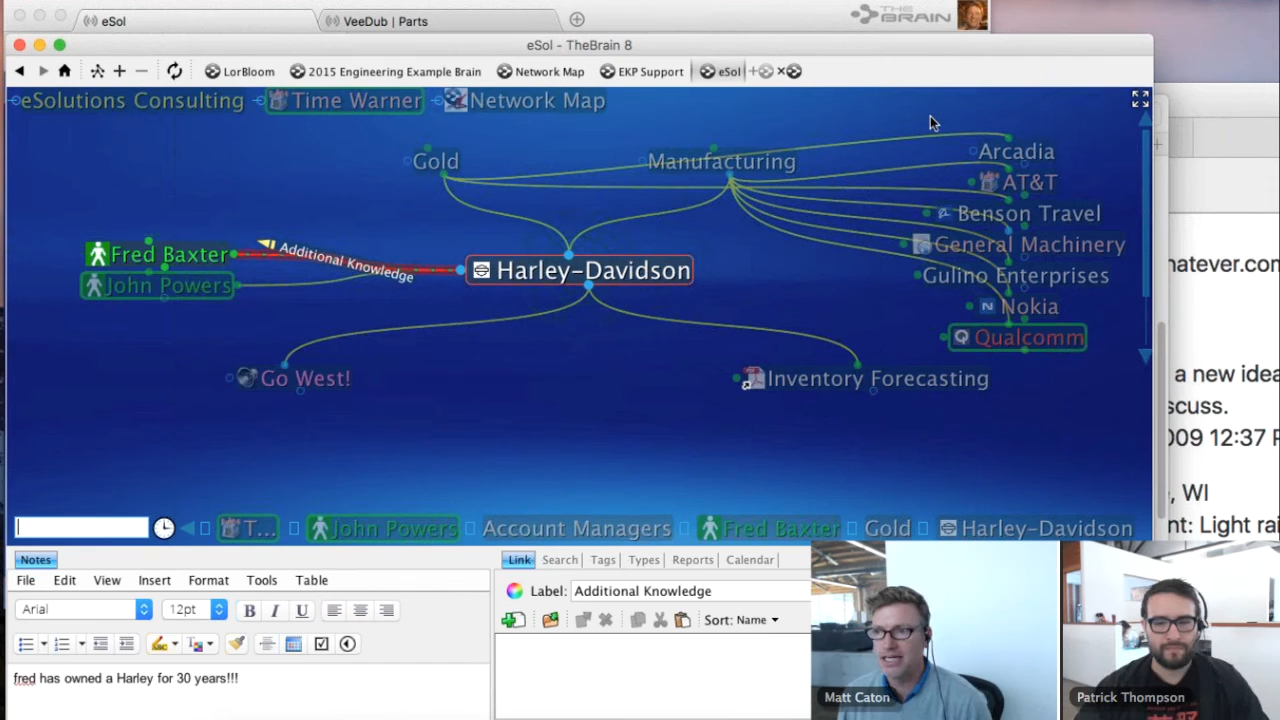 eSol
VeeDub | Parts
THE BRAIN
eSol - TheBrain 8
LorBloom
2015 Engineering Example Brain
Network Map
EKP Support
eSol
eSolutions Consulting
Time Warner
Network Map
Gold
Manufacturing
Arcadia
AT&T
Benson Travel
General Machinery
Gulino Enterprises
Nokia
Qualcomm
Fred Baxter
John Powers
Additional Knowledge
Harley-Davidson
Go West!
Inventory Forecasting
hatever.com
a new idea
scuss.
009 12:37 P
, WI
nt: Light rai
T...
John Powers
Account Managers
Fred Baxter
Gold
Harley-Davidson
Notes
File Edit View Insert Format Tools Table
Arial 12pt B I U
fred has owned a Harley for 30 years!!!
Link Search Tags Types Reports Calendar
Label: Additional Knowledge
Sort: Name
Matt Caton
Patrick Thompson